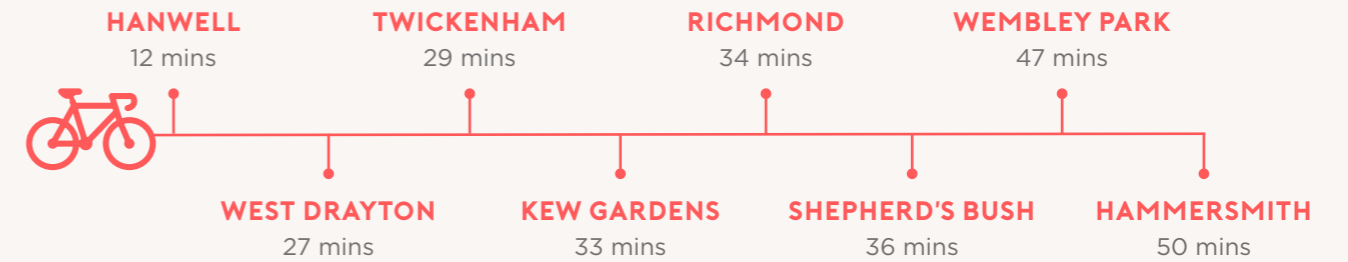 HANWELL
12 mins
TWICKENHAM
29 mins
RICHMOND
34 mins
WEMBLEY PARK
47 mins
WEST DRAYTON
27 mins
KEW GARDENS
33 mins
SHEPHERD'S BUSH
36 mins
HAMMERSMITH
50 mins